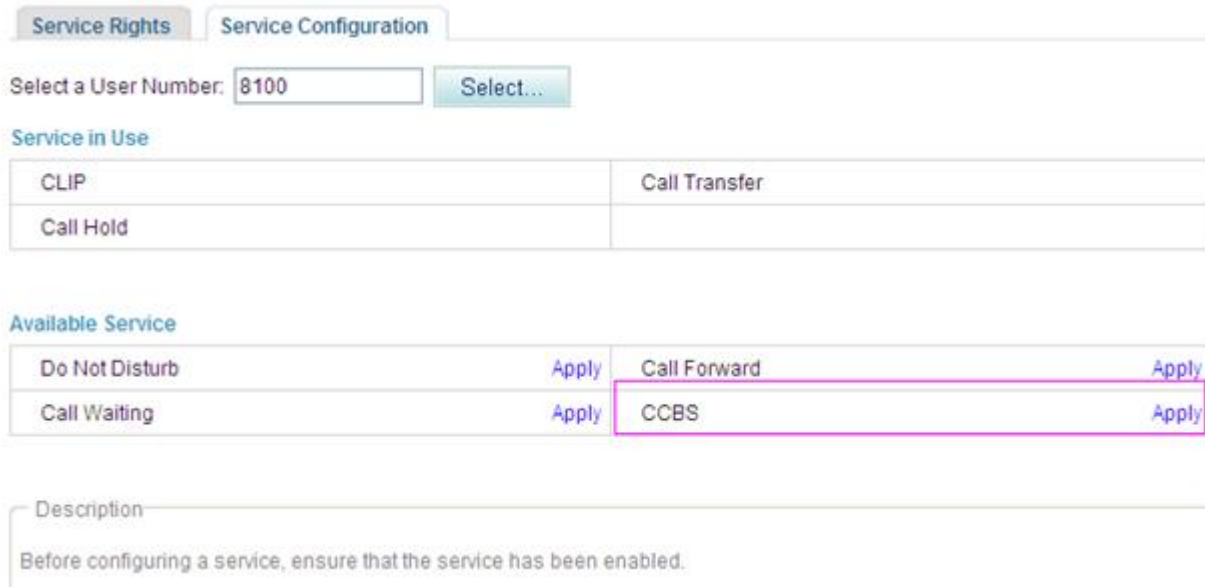 Service Rights Service Configuration
Select a User Number: 8100 Select...
Service in Use
CLIP Call Transfer
Call Hold
Available Service
Do Not Disturb Apply Call Forward Apply
Call Waiting Apply CCBS Apply
Description
Before configuring a service, ensure that the service has been enabled.